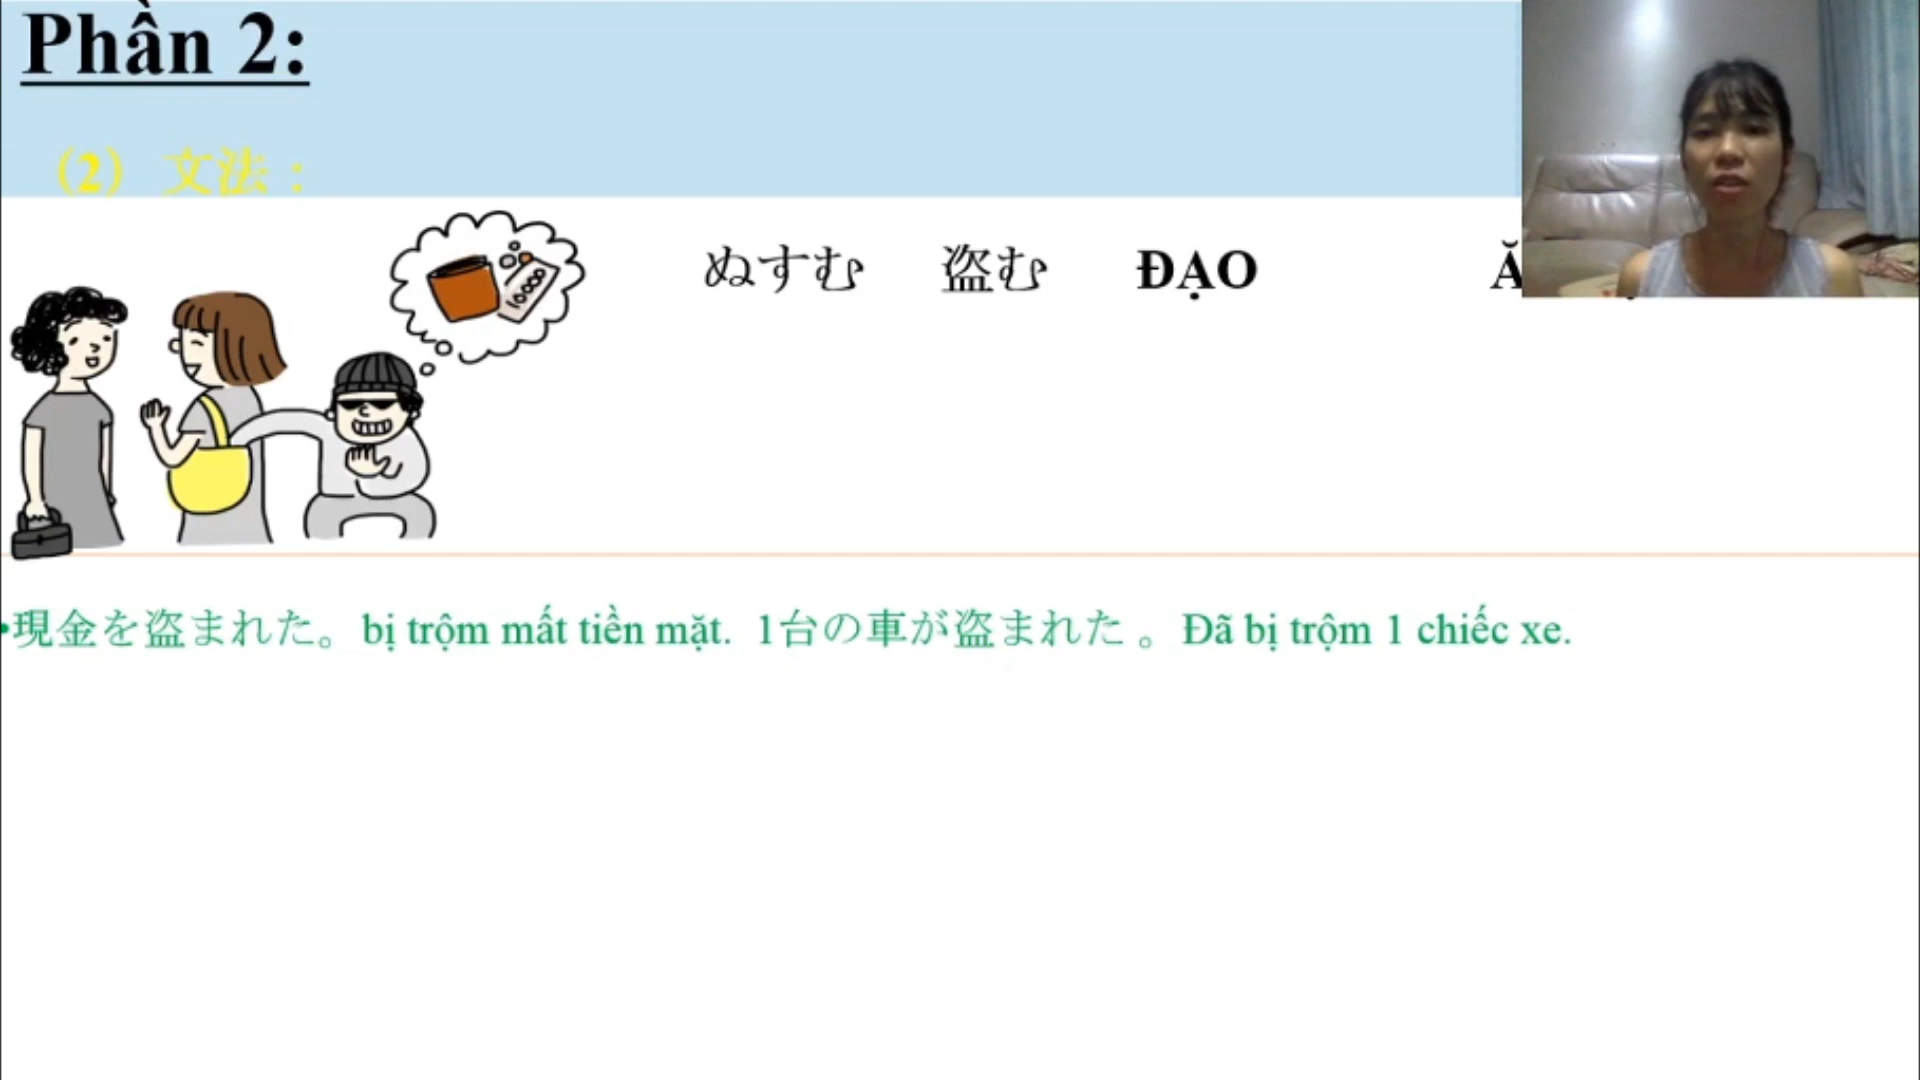 Phần 2:
（2） 文法：
ぬすむ 盗む ĐẠO
•現金を盗まれた。 bị trộm mất tiền mặt. 1台の車が盗まれた 。Đã bị trộm 1 chiếc xe.